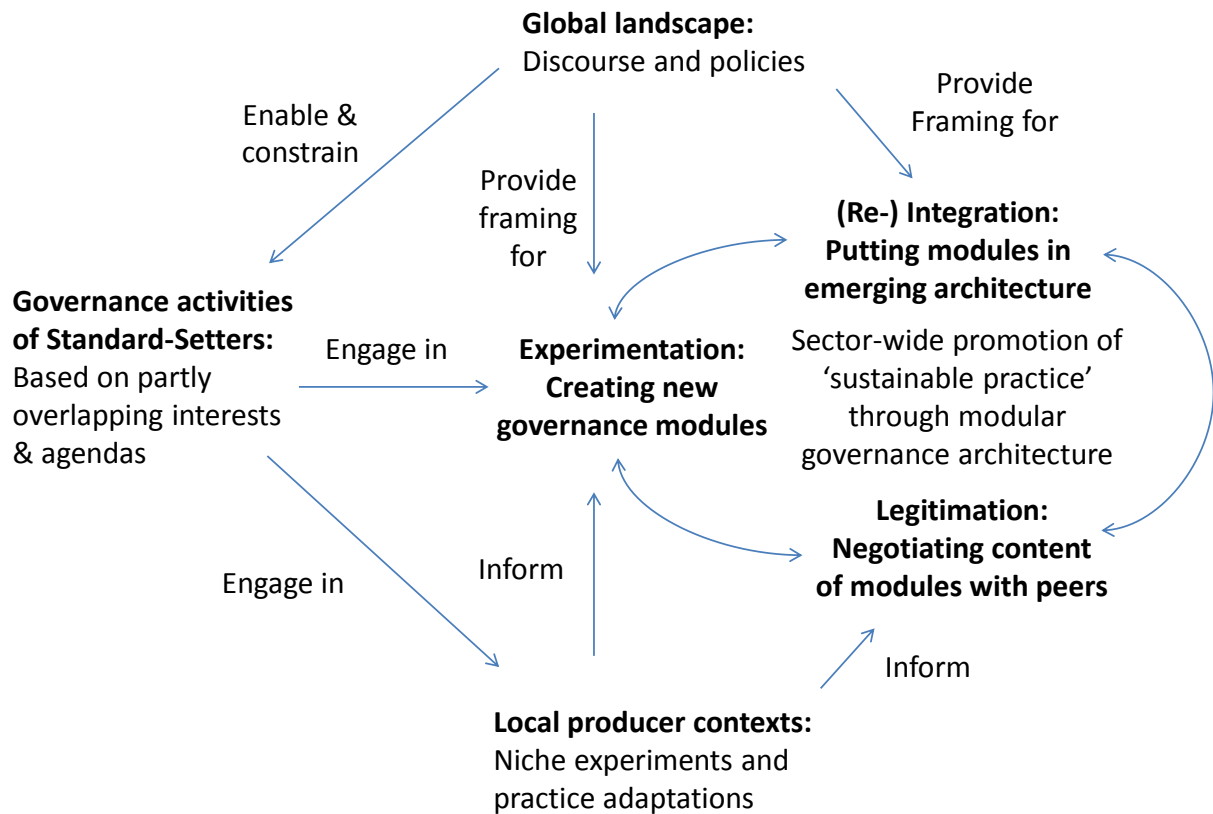 Global landscape:
Discourse and policies
Enable &
constrain
Provide
Framing for
Provide
framing
for
(Re-) Integration:
Putting modules in
emerging architecture
Governance activities
of Standard-Setters:
Based on partly
overlapping interests
& agendas
Engage in
Experimentation:
Creating new
governance modules
Sector-wide promotion of
‘sustainable practice’
through modular
governance architecture
Legitimation:
Negotiating content
of modules with peers
Engage in
Inform
Inform
Local producer contexts:
Niche experiments and
practice adaptations